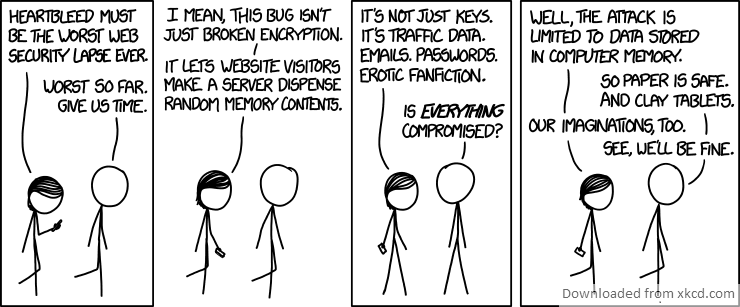 HEARTBLEED MUST
BE THE WORST WEB
SECURITY LAPSE EVER.
WORST SO FAR.
GIVE US TIME.
I MEAN, THIS BUG ISN'T
JUST BROKEN ENCRYPTION.
IT LETS WEBSITE VISITORS
MAKE A SERVER DISPENSE
RANDOM MEMORY CONTENTS.
IT'S NOT JUST KEYS.
IT'S TRAFFIC DATA.
EMAILS. PASSWORDS.
EROTIC FANFICTION.
IS EVERYTHING
COMPROMISED?
WELL, THE ATTACK IS
LIMITED TO DATA STORED
IN COMPUTER MEMORY.
SO PAPER IS SAFE.
AND CLAY TABLETS.
OUR IMAGINATIONS, TOO.
SEE, WE'LL BE FINE.
Downloaded from xkcd.com